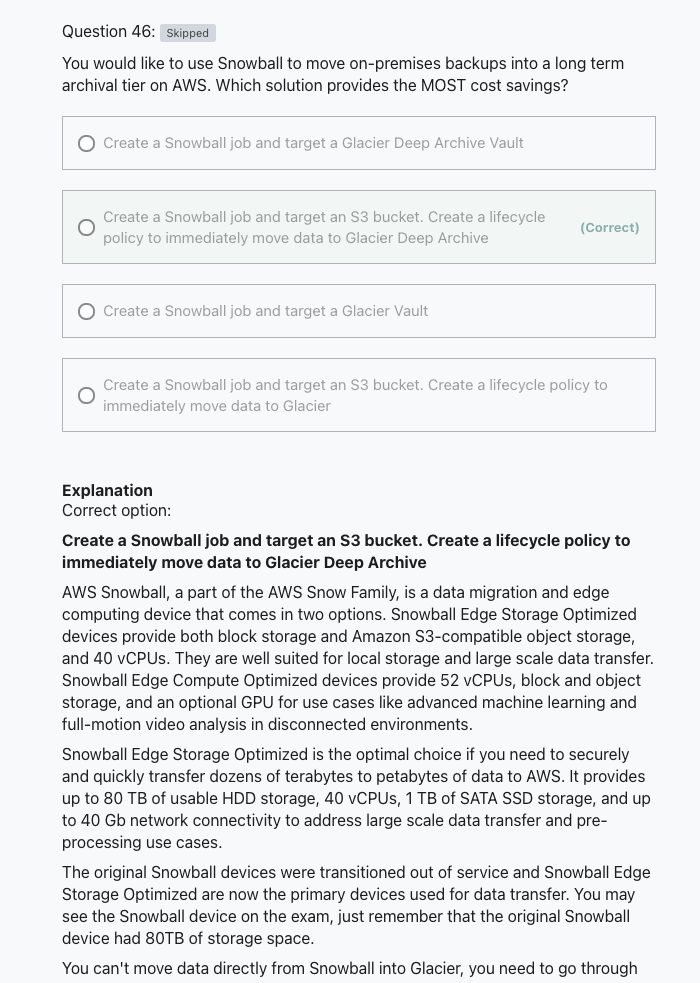 Question 46: Skipped
You would like to use Snowball to move on-premises backups into a long term
archival tier on AWS. Which solution provides the MOST cost savings?
Create a Snowball job and target a Glacier Deep Archive Vault
Create a Snowball job and target an S3 bucket. Create a lifecycle
policy to immediately move data to Glacier Deep Archive
(Correct)
Create a Snowball job and target a Glacier Vault
Create a Snowball job and target an S3 bucket. Create a lifecycle policy to
immediately move data to Glacier
Explanation
Correct option:
Create a Snowball job and target an S3 bucket. Create a lifecycle policy to
immediately move data to Glacier Deep Archive
AWS Snowball, a part of the AWS Snow Family, is a data migration and edge
computing device that comes in two options. Snowball Edge Storage Optimized
devices provide both block storage and Amazon S3-compatible object storage,
and 40 vCPUs. They are well suited for local storage and large scale data transfer.
Snowball Edge Compute Optimized devices provide 52 vCPUs, block and object
storage, and an optional GPU for use cases like advanced machine learning and
full-motion video analysis in disconnected environments.
Snowball Edge Storage Optimized is the optimal choice if you need to securely
and quickly transfer dozens of terabytes to petabytes of data to AWS. It provides
up to 80 TB of usable HDD storage, 40 vCPUs, 1 TB of SATA SSD storage, and up
to 40 Gb network connectivity to address large scale data transfer and pre-
processing use cases.
The original Snowball devices were transitioned out of service and Snowball Edge
Storage Optimized are now the primary devices used for data transfer. You may
see the Snowball device on the exam, just remember that the original Snowball
device had 80TB of storage space.
You can't move data directly from Snowball into Glacier, you need to go through